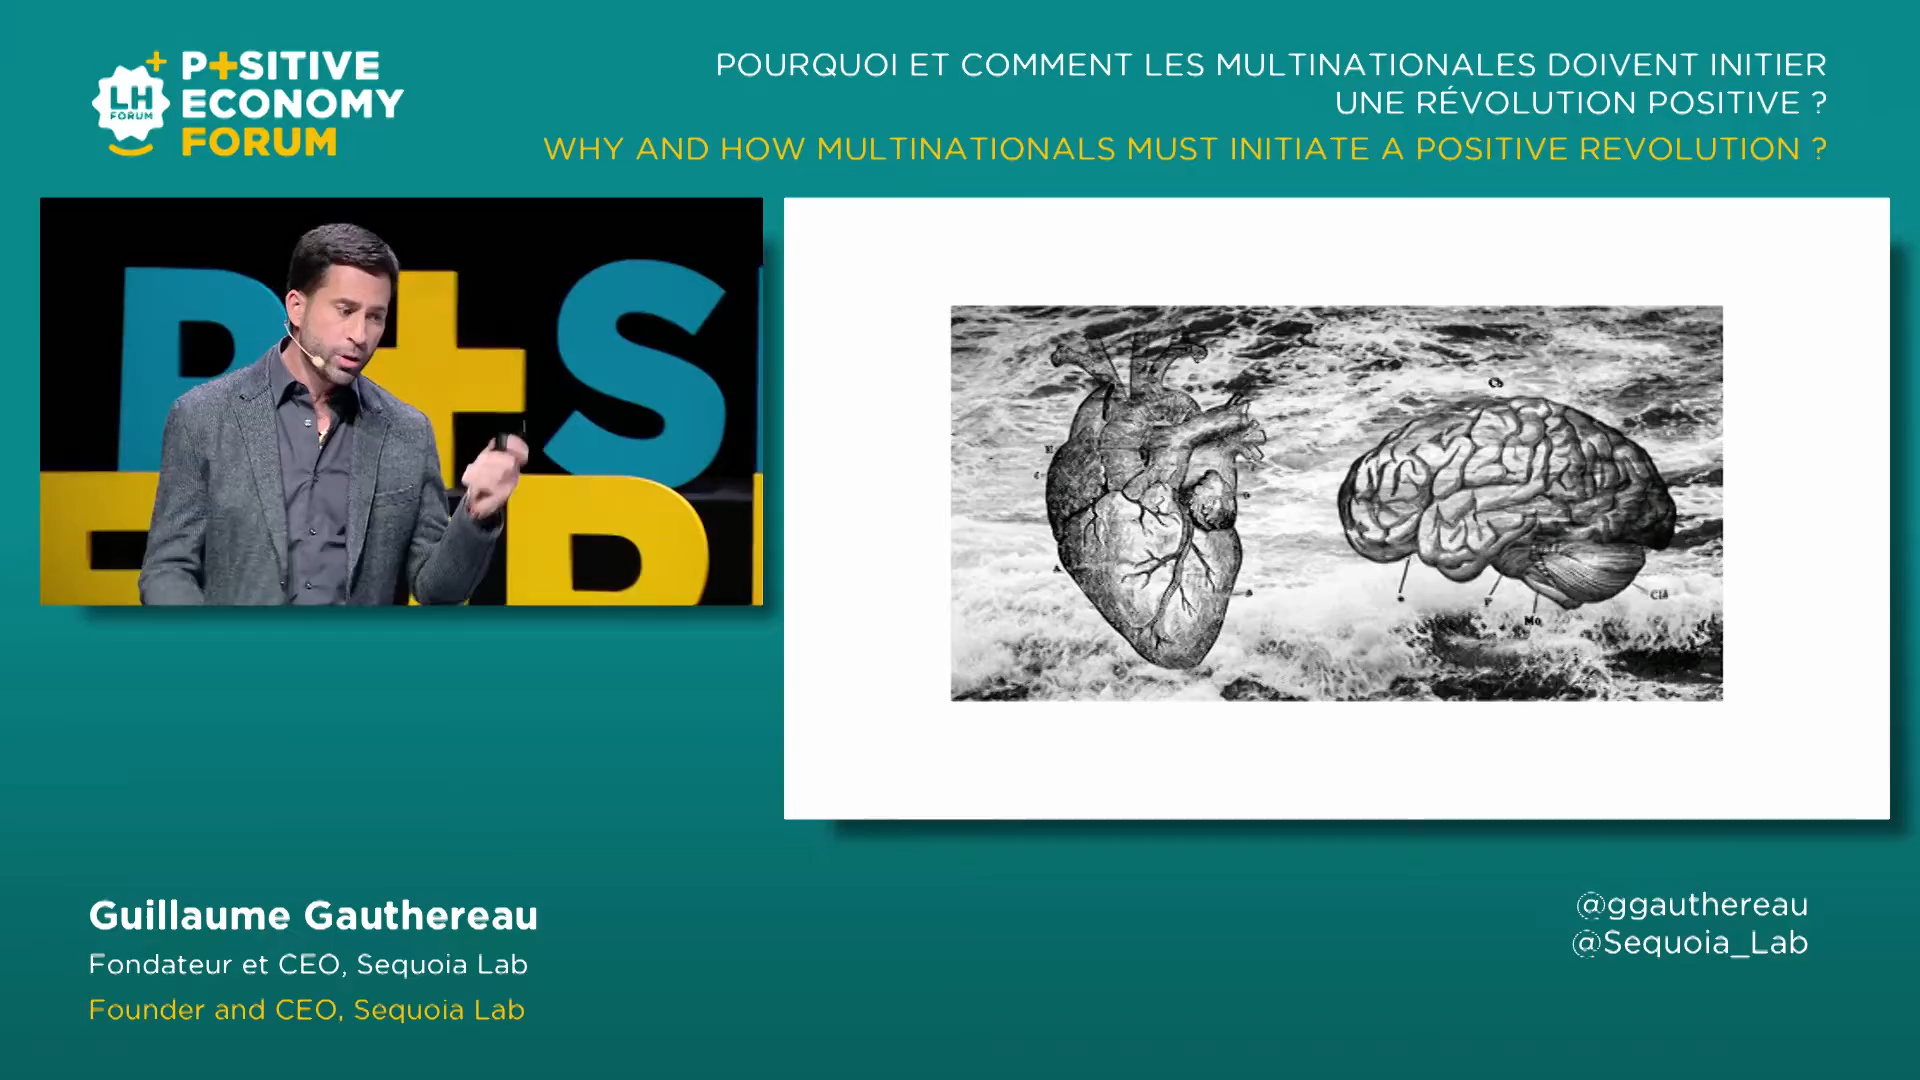 P+SITIVE
ECONOMY
FORUM
LH
FORUM
POURQUOI ET COMMENT LES MULTINATIONALES DOIVENT INITIER
UNE RÉVOLUTION POSITIVE ?
WHY AND HOW MULTINATIONALS MUST INITIATE A POSITIVE REVOLUTION ?
P+S
Mo
Guillaume Gauthereau
Fondateur et CEO, Sequoia Lab
Founder and CEO, Sequoia Lab
@ggauthereau
@Sequoia_Lab